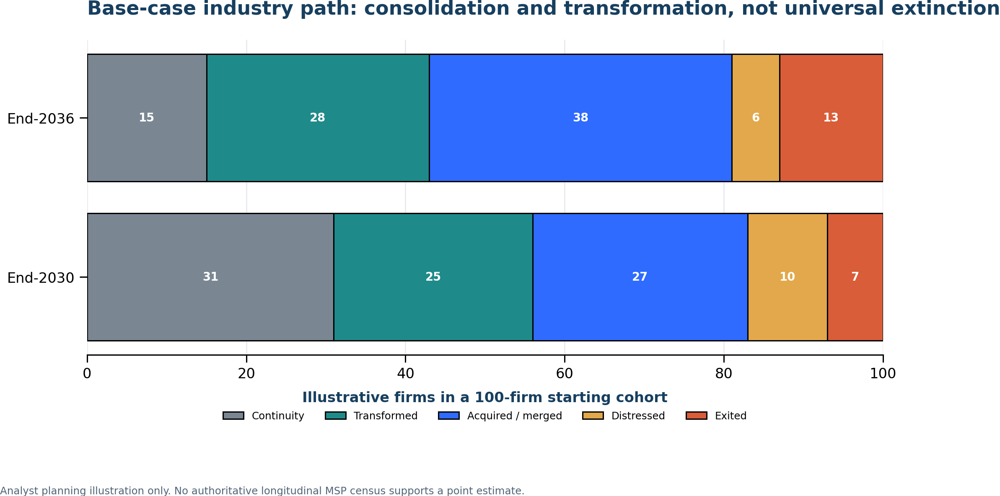 Base-case industry path: consolidation and transformation, not universal extinction
End-2036
15
28
38
6
13
End-2030
31
25
27
10
7
0
20
40
60
80
100
Illustrative firms in a 100-firm starting cohort
Continuity
Transformed
Acquired / merged
Distressed
Exited
Analyst planning illustration only. No authoritative longitudinal MSP census supports a point estimate.